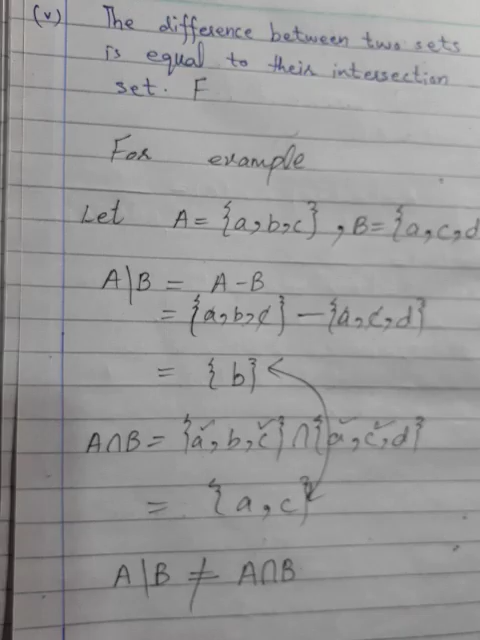 (v) The difference between two sets
is equal to their intersection
set. F
For example
Let A = {a,b,c} , B = {a,c,d
A|B = A-B
= {a,b,c} - {a,c,d}
= {b}
A∩B = {a,b,c} ∩ {a,c,d}
= {a,c}
A|B ≠ A∩B